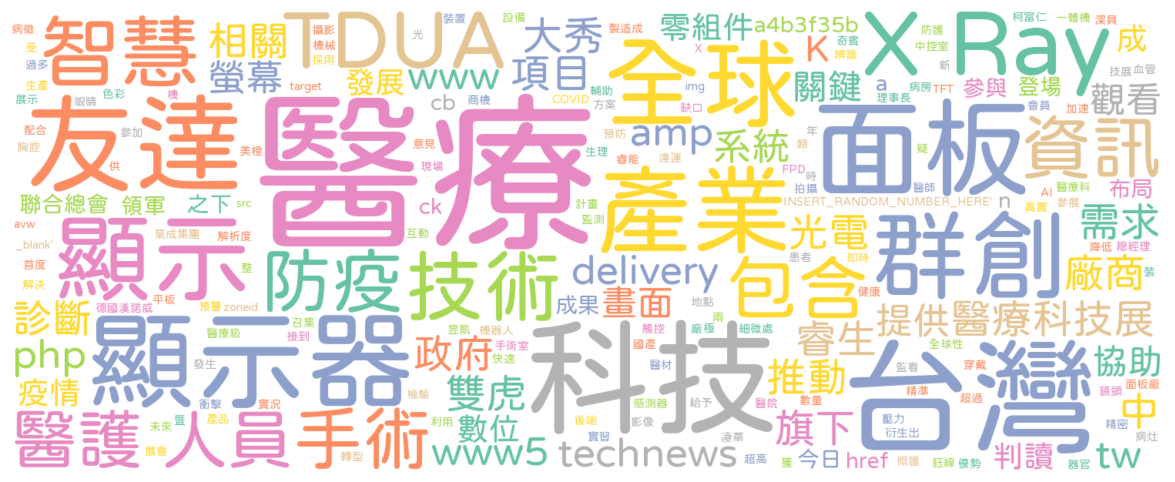 病徵
智慧
相關
TDUA
攝影
機械
採用
光
裝置
設備
大秀
製造成
零組件
a4b3f35b
防護
中控室
柯富仁
一體機
深具
成
受
過多
螢幕
發展
www
項目
全球
X
K
奇賓
辨識
X Ray
新
技展
血管
生產
展示
色彩
眼睛
機
target
cb
商機
COVID
輔助
方案
img
缺口
關鍵
a
理事長
病房
TFT
參與
登場
會員
加速
觀看
友達
配合
胸腔
參加
供
美橙
醫療
意見
現場
ck
互動
預防
生理
amp
睿能
達運
系統
FPD
年
類
時
拍攝
面板
疑
醫師
資訊
AI
醫療科
參展
真實
布局
聯合總會
領軍
之下
src
avw
_blank'
首度
解決
業成集團
解析度
整
顯示
德國漢諾威
平板
預警
zoneid
防疫
技術
計畫
監測
產業
INSERT_RANDOM_NUMBER_HERE'
n
光電
患者
即時
健康
群創
需求
降低
總經理
廠商
裝
delivery
成果
畫面
地點
兩
包含
診斷
醫療級
發生
召集
接到
顯示器
政府
昱凱
機器人
手術室
快速
科技
觸控
國產
廠極
細微處
醫材
睿生
提供
醫療科技展
全球性
監看
穿戴
台灣
協助
php
疫情
衝擊
實況
檢驗
雙虎
利用
感測器
給予
醫院
推動
數量
精準
超過
鏡頭
面板廠
中
精密
病灶
醫護人員
未來
暨
產品
展會
轉型
手術
數位
www5
後端
實習
影像
technews
凌華
超高
旗下
獲
今日
壓力
衍生出
href
照護
鈺緯
優勢
判讀
器官
tw